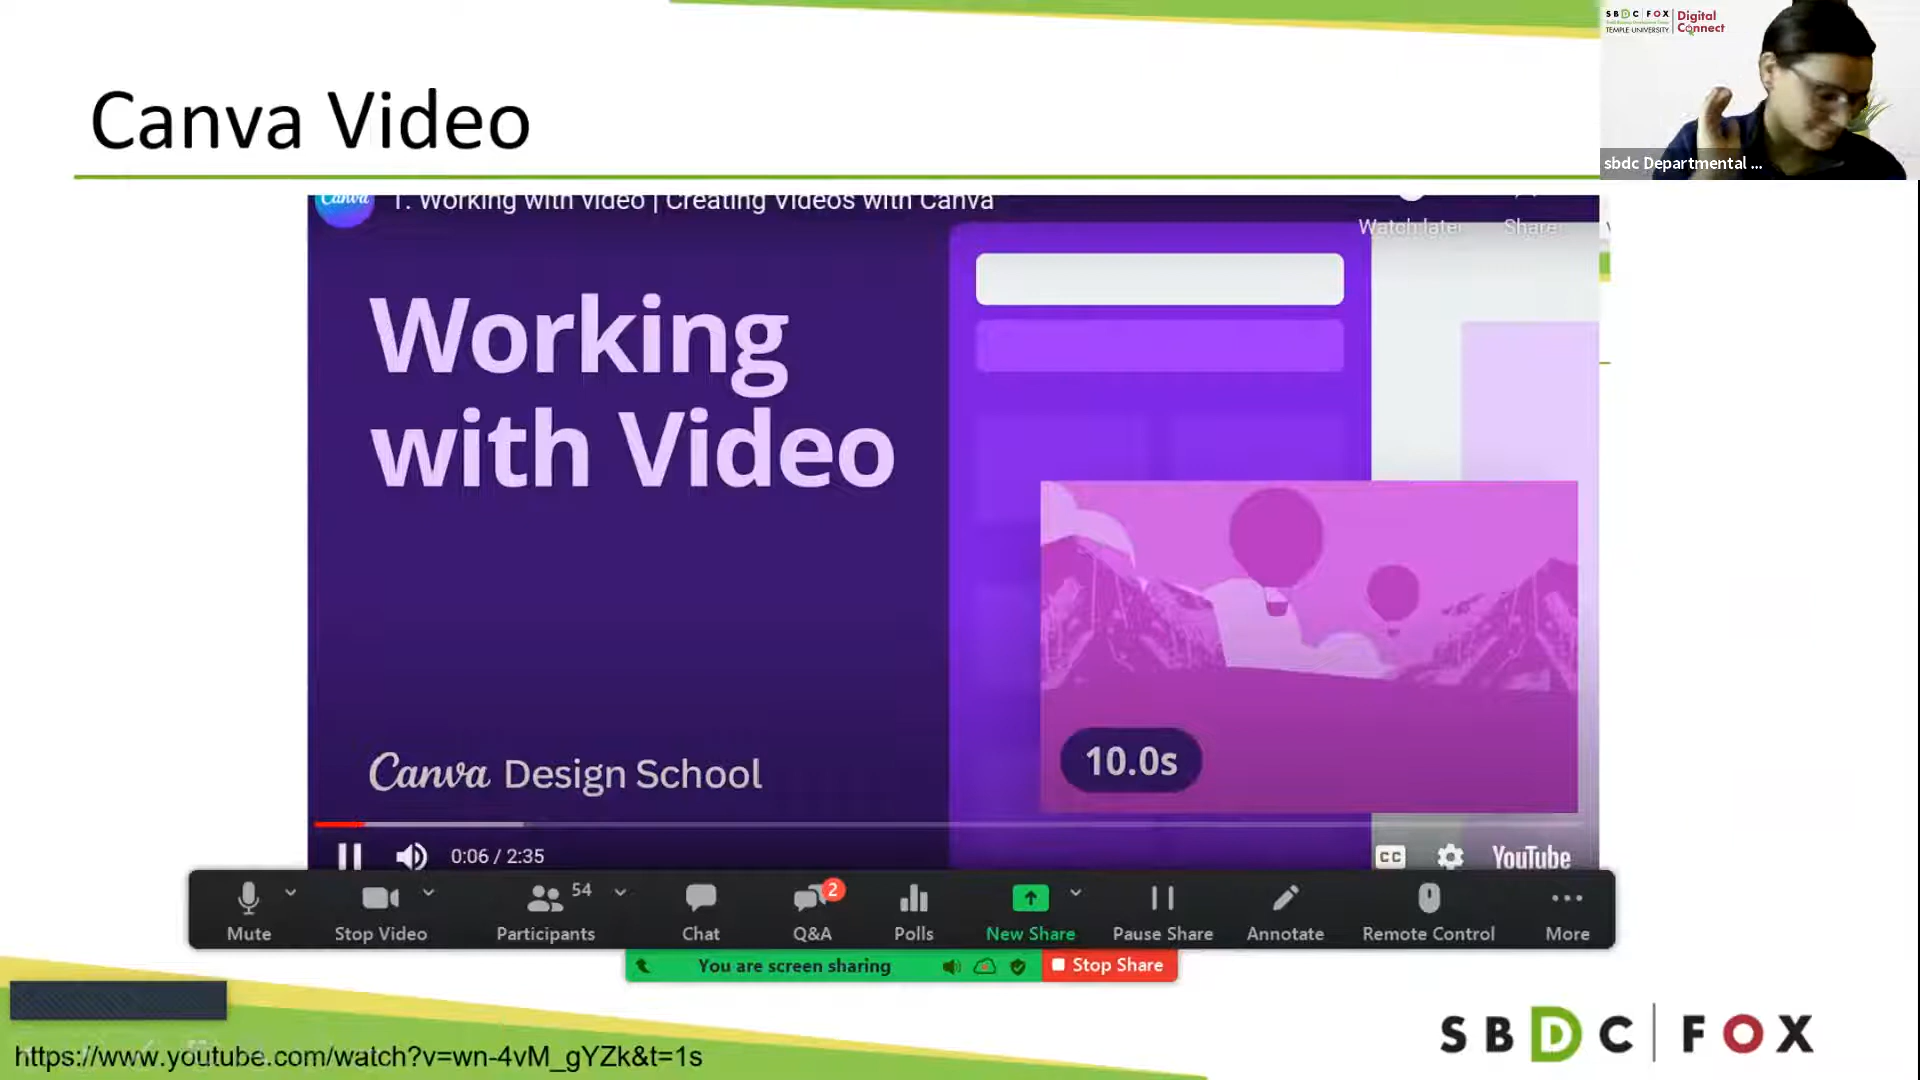 SBDC FOX
TEMPLE UNIVERSITY
Digital
Connect
sbdc Departmental ...
Canva Video
Canva
1. Working with video | Creating Videos with Canva
Watch later
Share
Working
with Video
10.0s
Canva Design School
0:06 / 2:35
CC
YouTube
54
2
Mute
Stop Video
Participants
Chat
Q&A
Polls
New Share
Pause Share
Annotate
Remote Control
More
You are screen sharing
Stop Share
SBDC FOX
https://www.youtube.com/watch?v=wn-4vM_gYZk&t=1s